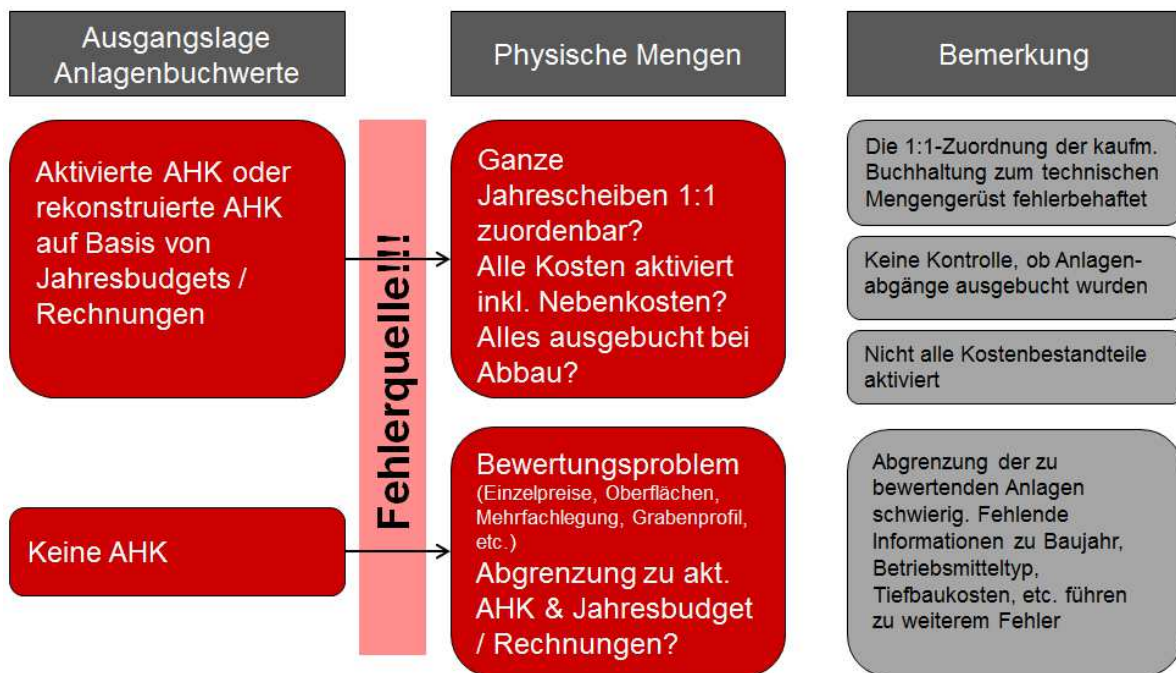 Ausgangslage
Anlagenbuchwerte
Physische Mengen
Bemerkung
Aktivierte AHK oder
rekonstruierte AHK
auf Basis von
Jahresbudgets /
Rechnungen
Fehlerquelle!!!
Ganze
Jahrescheiben 1:1
zuordenbar?
Alle Kosten aktiviert
inkl. Nebenkosten?
Alles ausgebucht bei
Abbau?
Die 1:1-Zuordnung der kaufm.
Buchhaltung zum technischen
Mengengerüst fehlerbehaftet
Keine Kontrolle, ob Anlagen-
abgänge ausgebucht wurden
Nicht alle Kostenbestandteile
aktiviert
Keine AHK
Bewertungsproblem
(Einzelpreise, Oberflächen,
Mehrfachlegung, Grabenprofil,
etc.)
Abgrenzung zu akt.
AHK & Jahresbudget
/ Rechnungen?
Abgrenzung der zu
bewertenden Anlagen
schwierig. Fehlende
Informationen zu Baujahr,
Betriebsmitteltyp,
Tiefbaukosten, etc. führen
zu weiterem Fehler